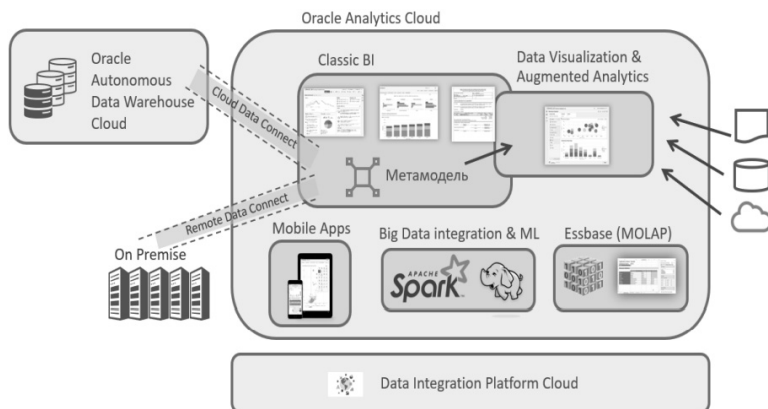 Oracle Analytics Cloud
Oracle
Autonomous
Data Warehouse
Cloud
Cloud Data Connect
Classic BI
Data Visualization &
Augmented Analytics
Метамодель
Remote Data Connect
On Premise
Mobile Apps
Big Data integration & ML
Essbase (MOLAP)
APACHE
Spark
Data Integration Platform Cloud